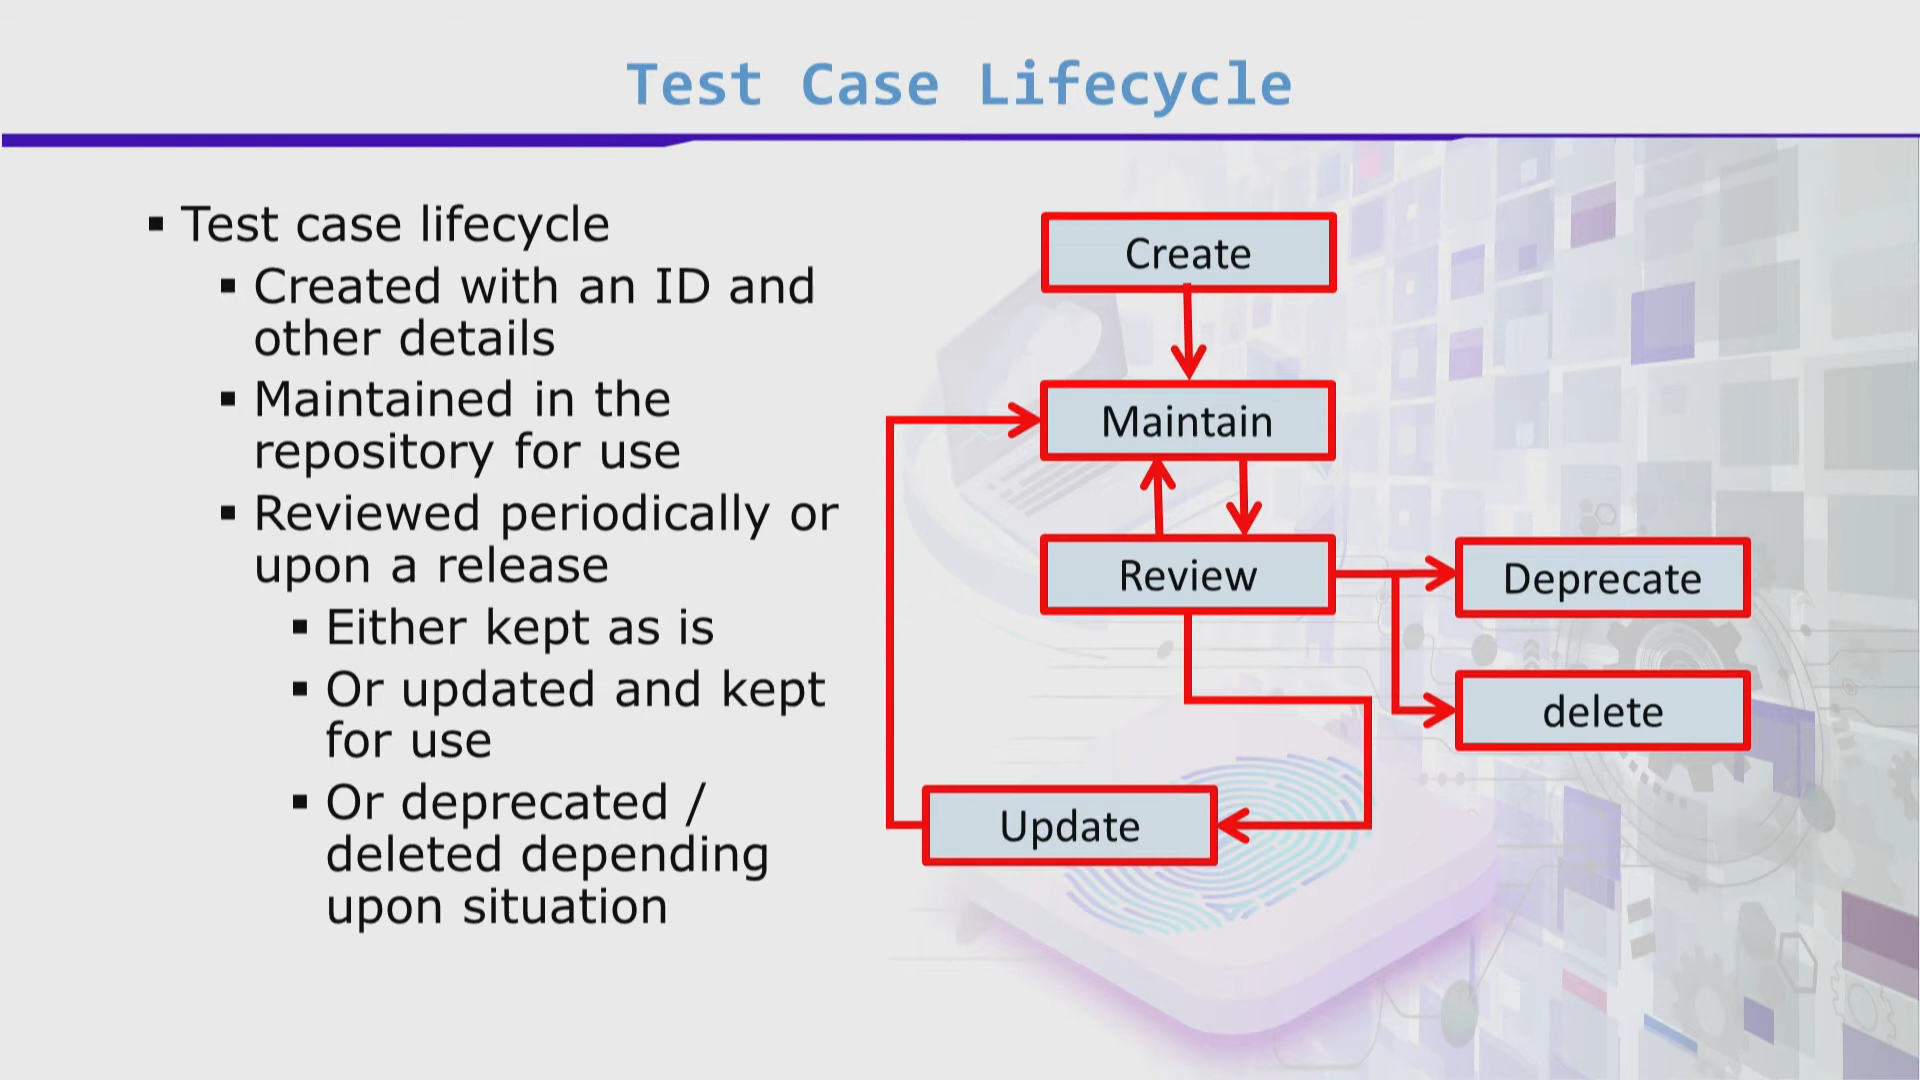 Test Case Lifecycle
▪ Test case lifecycle
▪ Created with an ID and
other details
▪ Maintained in the
repository for use
▪ Reviewed periodically or
upon a release
▪ Either kept as is
▪ Or updated and kept
for use
▪ Or deprecated /
deleted depending
upon situation
Create
Maintain
Review
Deprecate
delete
Update